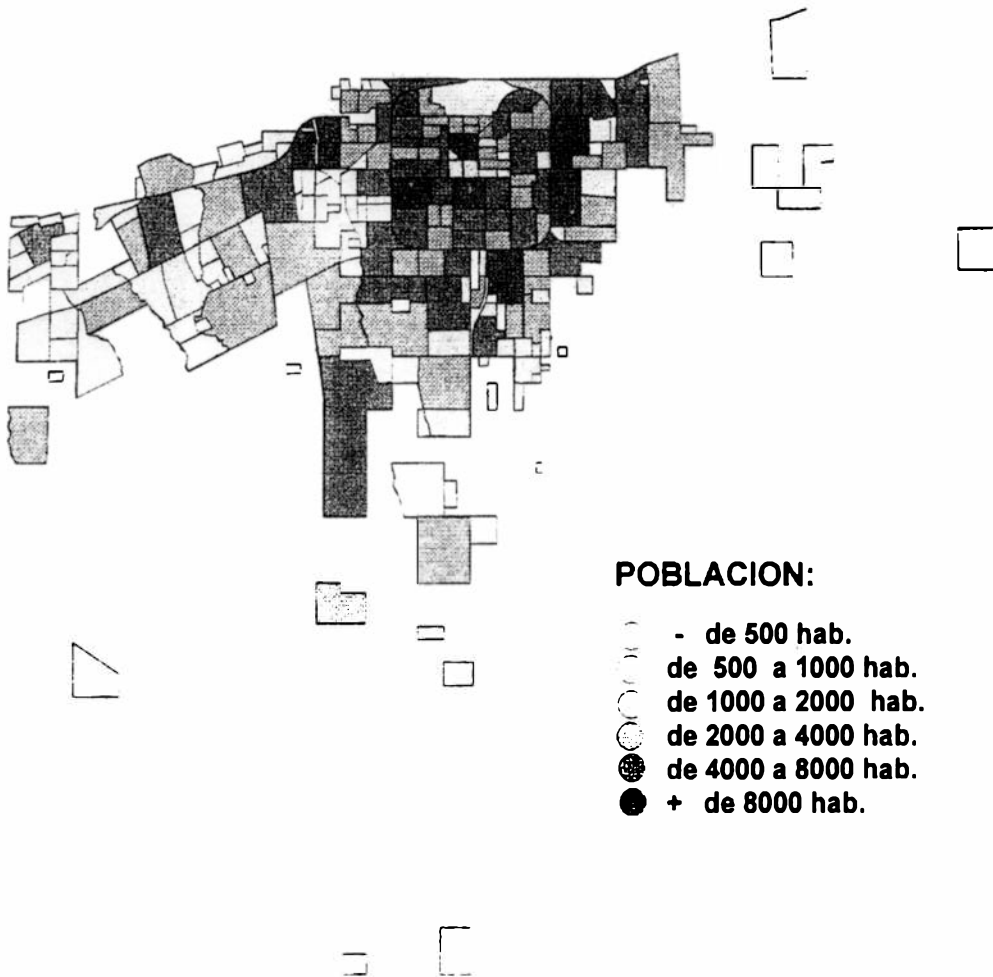 POBLACION:
- de 500 hab.
de 500 a 1000 hab.
de 1000 a 2000 hab.
de 2000 a 4000 hab.
de 4000 a 8000 hab.
+ de 8000 hab.